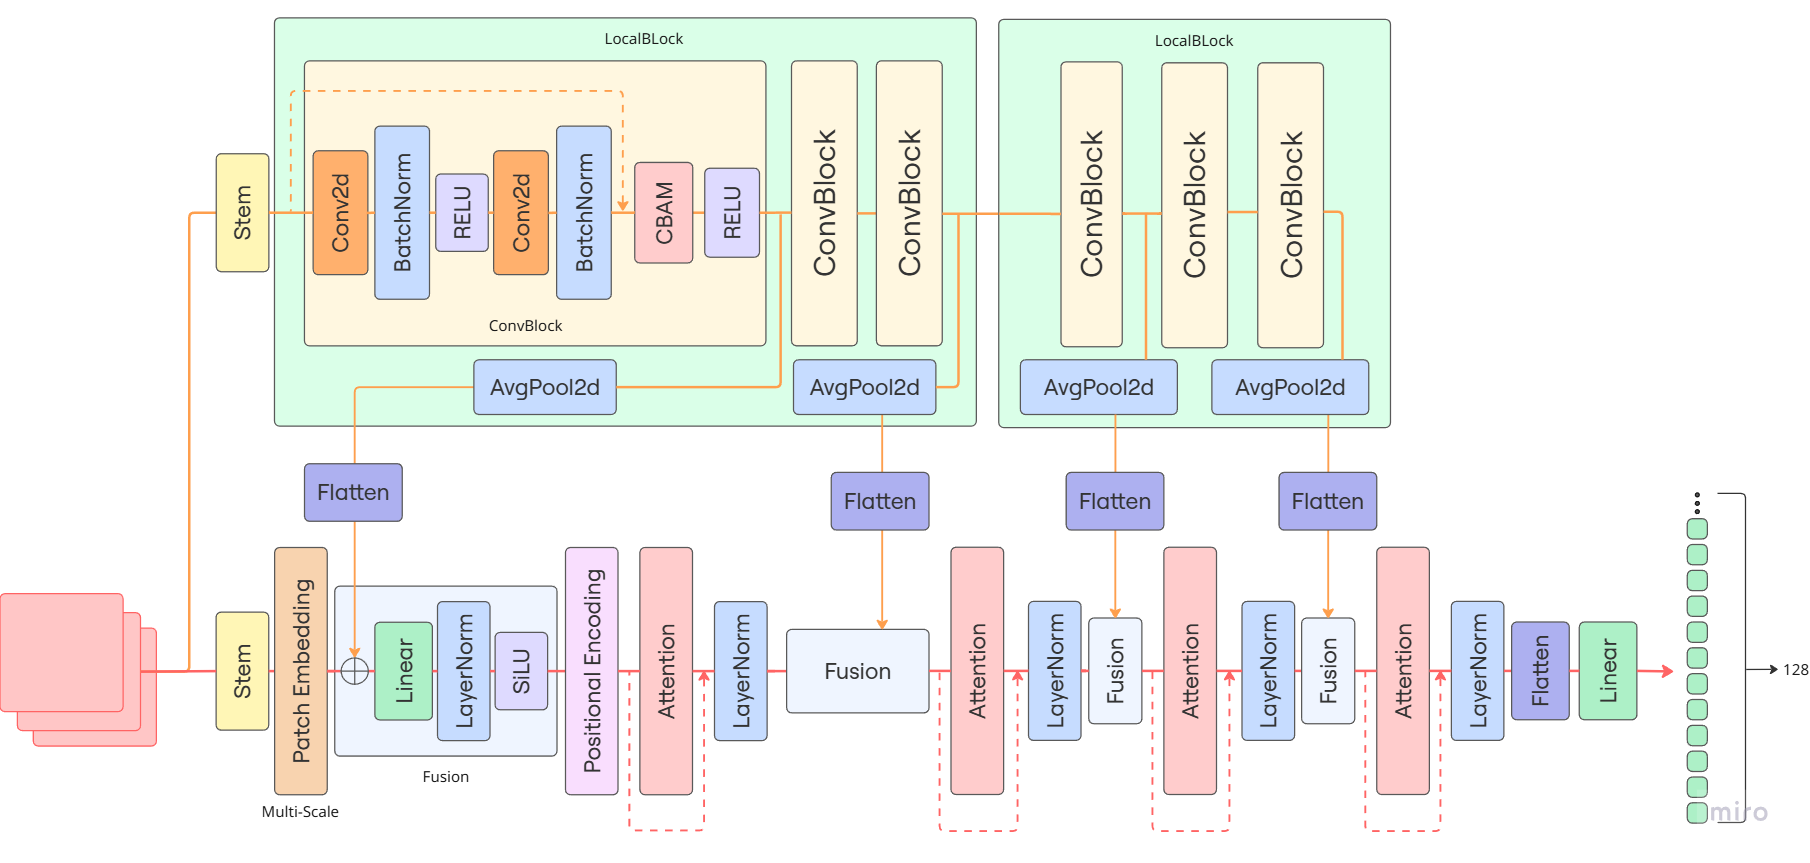 LocalBLock
LocalBLock
Stem
Conv2d
BatchNorm
RELU
Conv2d
BatchNorm
CBAM
RELU
ConvBlock
ConvBlock
ConvBlock
ConvBlock
ConvBlock
ConvBlock
AvgPool2d
AvgPool2d
AvgPool2d
AvgPool2d
Flatten
Flatten
Flatten
Flatten
Stem
Patch Embedding
Linear
LayerNorm
SiLU
Positional Encoding
Attention
LayerNorm
Fusion
Attention
LayerNorm
Fusion
Attention
LayerNorm
Fusion
Attention
LayerNorm
Flatten
Linear
128
Fusion
Multi-Scale
miro